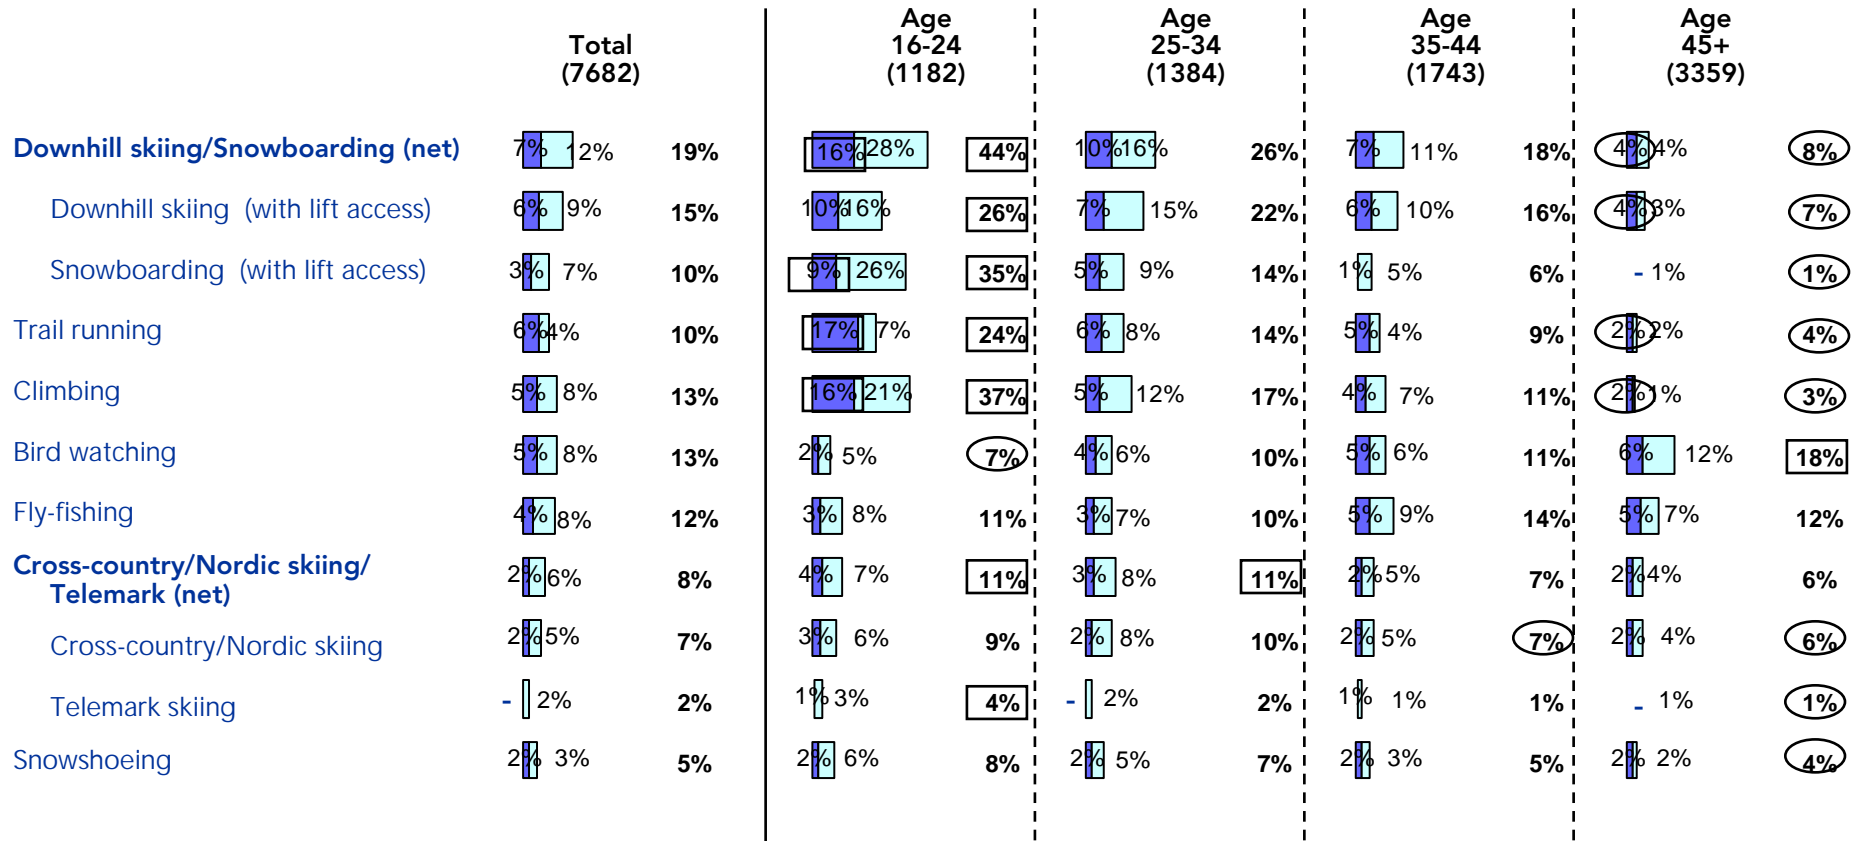 Total
(7682)
Age
16-24
(1182)
Age
25-34
(1384)
Age
35-44
(1743)
Age
45+
(3359)
Downhill skiing/Snowboarding (net) 7% 12% 19% 16% 28% 44% 10% 16% 26% 7% 11% 18% 4% 4% 8%
Downhill skiing (with lift access) 6% 9% 15% 10% 16% 26% 7% 15% 22% 6% 10% 16% 4% 3% 7%
Snowboarding (with lift access) 3% 7% 10% 9% 26% 35% 5% 9% 14% 1% 5% 6% - 1% 1%
Trail running 6% 4% 10% 17% 7% 24% 6% 8% 14% 5% 4% 9% 2% 2% 4%
Climbing 5% 8% 13% 16% 21% 37% 5% 12% 17% 4% 7% 11% 2% 1% 3%
Bird watching 5% 8% 13% 2% 5% 7% 4% 6% 10% 5% 6% 11% 6% 12% 18%
Fly-fishing 4% 8% 12% 3% 8% 11% 3% 7% 10% 5% 9% 14% 5% 7% 12%
Cross-country/Nordic skiing/
Telemark (net) 2% 6% 8% 4% 7% 11% 3% 8% 11% 2% 5% 7% 2% 4% 6%
Cross-country/Nordic skiing 2% 5% 7% 3% 6% 9% 2% 8% 10% 2% 5% 7% 2% 4% 6%
Telemark skiing - 2% 2% 1% 3% 4% - 2% 2% 1% 1% 1% - 1% 1%
Snowshoeing 2% 3% 5% 2% 6% 8% 2% 5% 7% 2% 3% 5% 2% 2% 4%